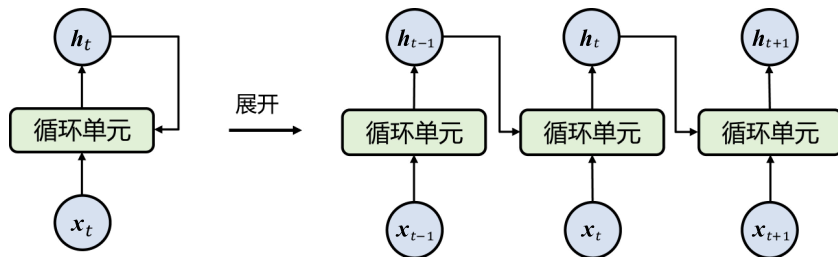 h_t
循环单元
x_t
展开
h_{t-1}
h_t
h_{t+1}
循环单元
循环单元
循环单元
x_{t-1}
x_t
x_{t+1}